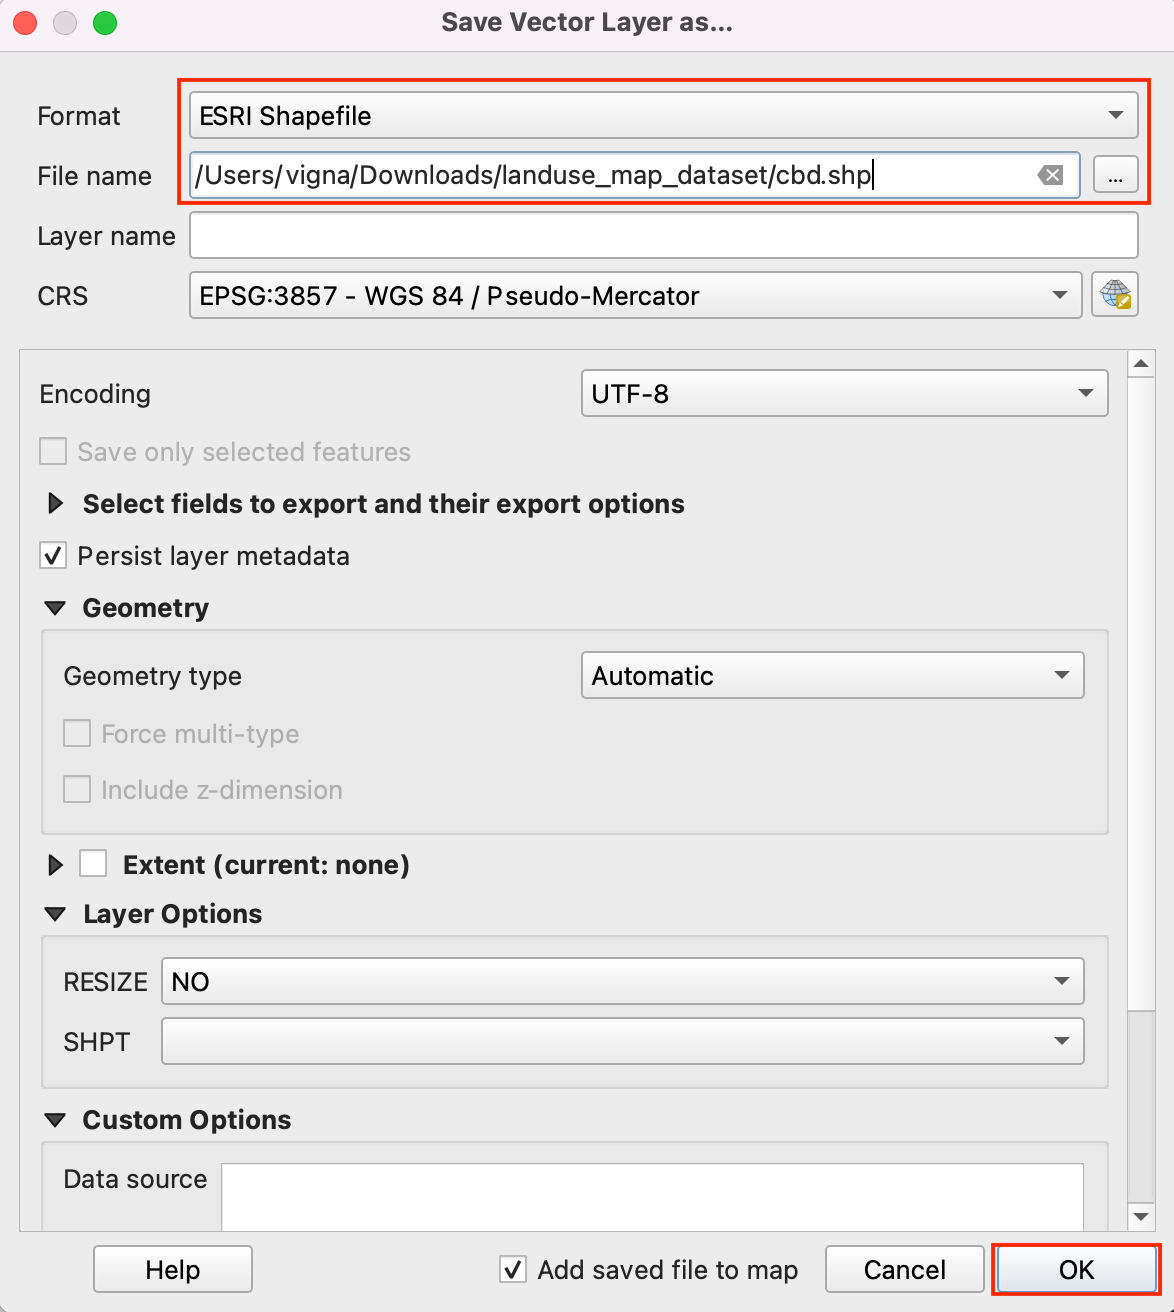 Save Vector Layer as...
Format ESRI Shapefile
File name /Users/vigna/Downloads/landuse_map_dataset/cbd.shp ...
Layer name
CRS EPSG:3857 - WGS 84 / Pseudo-Mercator
Encoding UTF-8
Save only selected features
Select fields to export and their export options
Persist layer metadata
Geometry
Geometry type Automatic
Force multi-type
Include z-dimension
Extent (current: none)
Layer Options
RESIZE NO
SHPT
Custom Options
Data source
Help Add saved file to map Cancel OK